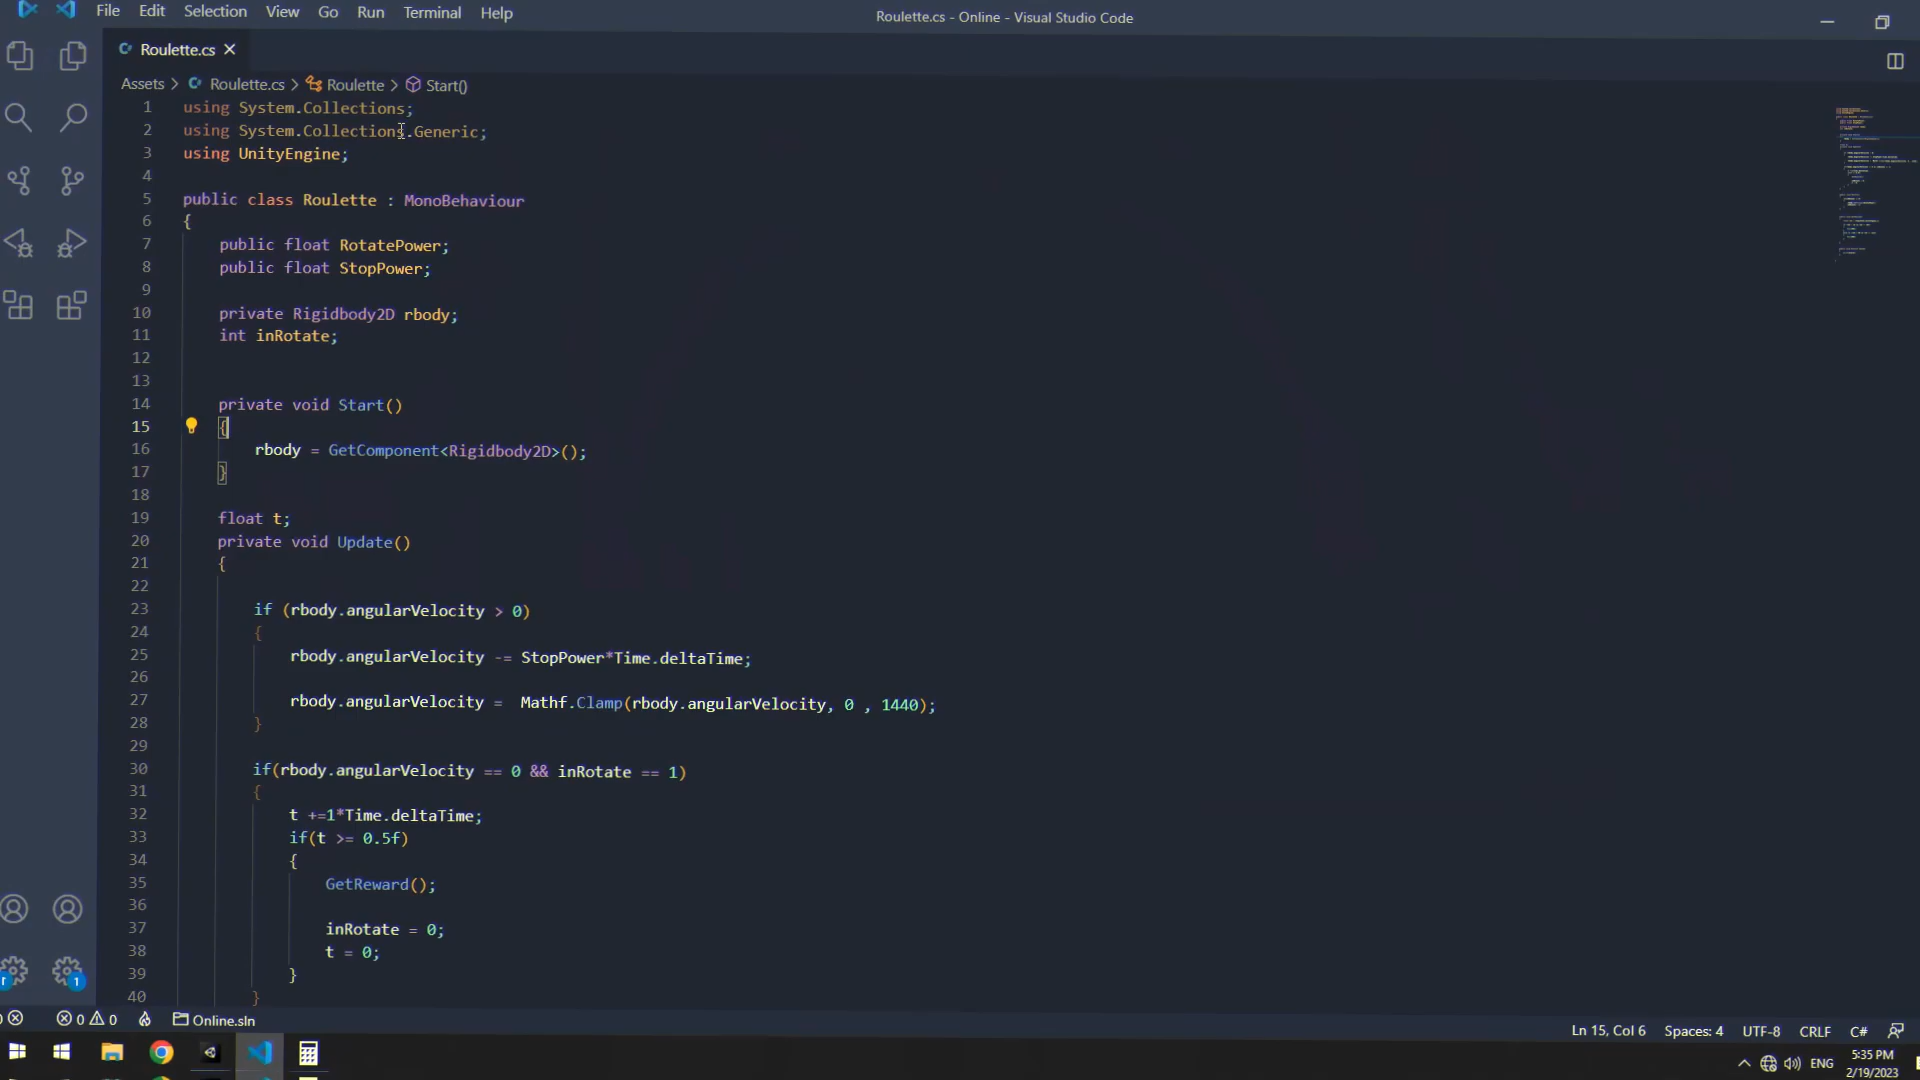 File Edit Selection View Go Run Terminal Help
Roulette.cs - Online - Visual Studio Code
Roulette.cs
Assets > Roulette.cs > Roulette > Start()
1 using System.Collections;
2 using System.Collections.Generic;
3 using UnityEngine;
4
5 public class Roulette : MonoBehaviour
6 {
7 public float RotatePower;
8 public float StopPower;
9
10 private Rigidbody2D rbody;
11 int inRotate;
12
13
14 private void Start()
15 {
16 rbody = GetComponent<Rigidbody2D>();
17 }
18
19 float t;
20 private void Update()
21 {
22
23 if (rbody.angularVelocity > 0)
24 {
25 rbody.angularVelocity -= StopPower*Time.deltaTime;
26
27 rbody.angularVelocity =  Mathf.Clamp(rbody.angularVelocity, 0 , 1440);
28 }
29
30 if(rbody.angularVelocity == 0 && inRotate == 1)
31 {
32 t +=1*Time.deltaTime;
33 if(t >= 0.5f)
34 {
35 GetReward();
36
37 inRotate = 0;
38 t = 0;
39 }
40 }
1 1
0 0 0 Online.sln
Ln 15, Col 6 Spaces: 4 UTF-8 CRLF C#
ENG
5:35 PM
2/19/2023